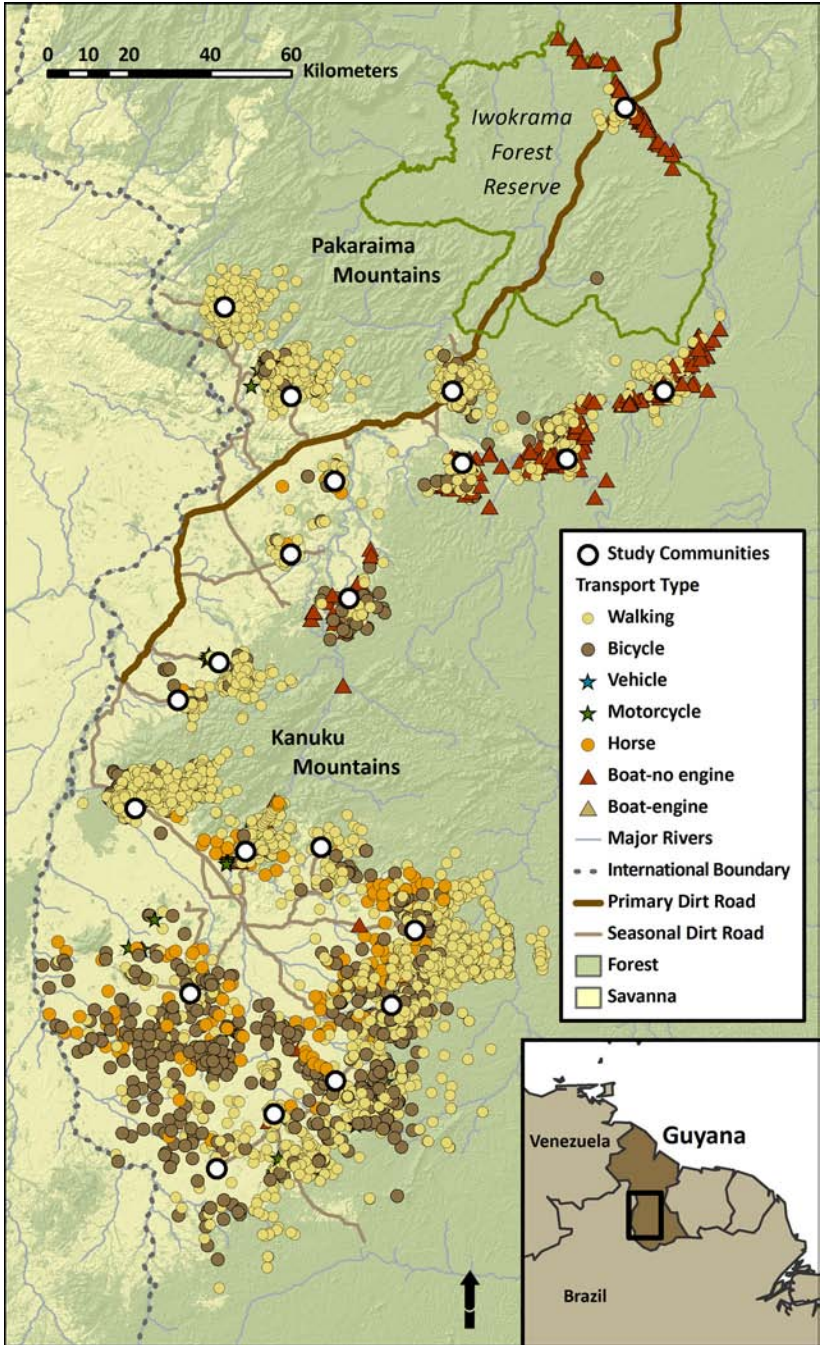 0 10 20 40 60
Kilometers
Iwokrama
Forest
Reserve
Pakaraima
Mountains
Kanuku
Mountains
Study Communities
Transport Type
Walking
Bicycle
Vehicle
Motorcycle
Horse
Boat-no engine
Boat-engine
Major Rivers
International Boundary
Primary Dirt Road
Seasonal Dirt Road
Forest
Savanna
Venezuela
Guyana
Brazil